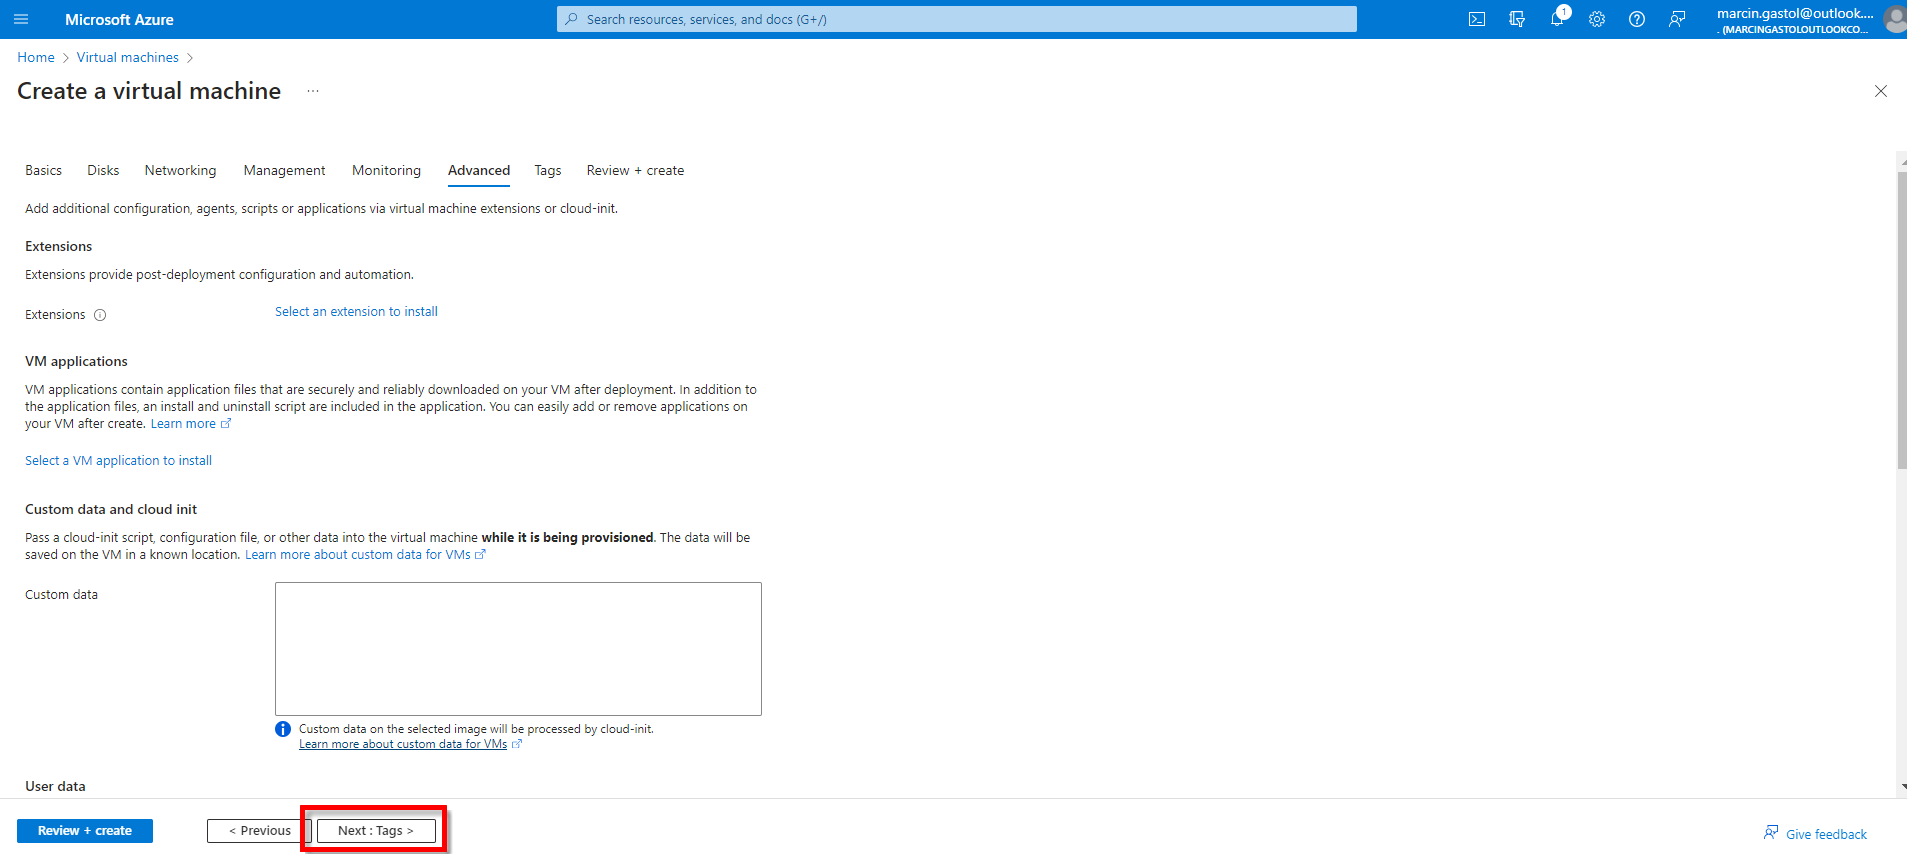 Microsoft Azure
Search resources, services, and docs (G+/)
1
marcin.gastol@outlook....
. (MARCINGASTOLOUTLOOKCO...
Home > Virtual machines >
Create a virtual machine ...
Basics Disks Networking Management Monitoring Advanced Tags Review + create
Add additional configuration, agents, scripts or applications via virtual machine extensions or cloud-init.
Extensions
Extensions provide post-deployment configuration and automation.
Extensions Select an extension to install
VM applications
VM applications contain application files that are securely and reliably downloaded on your VM after deployment. In addition to
the application files, an install and uninstall script are included in the application. You can easily add or remove applications on
your VM after create. Learn more
Select a VM application to install
Custom data and cloud init
Pass a cloud-init script, configuration file, or other data into the virtual machine while it is being provisioned. The data will be
saved on the VM in a known location. Learn more about custom data for VMs
Custom data
Custom data on the selected image will be processed by cloud-init.
Learn more about custom data for VMs
User data
Review + create < Previous Next : Tags > Give feedback